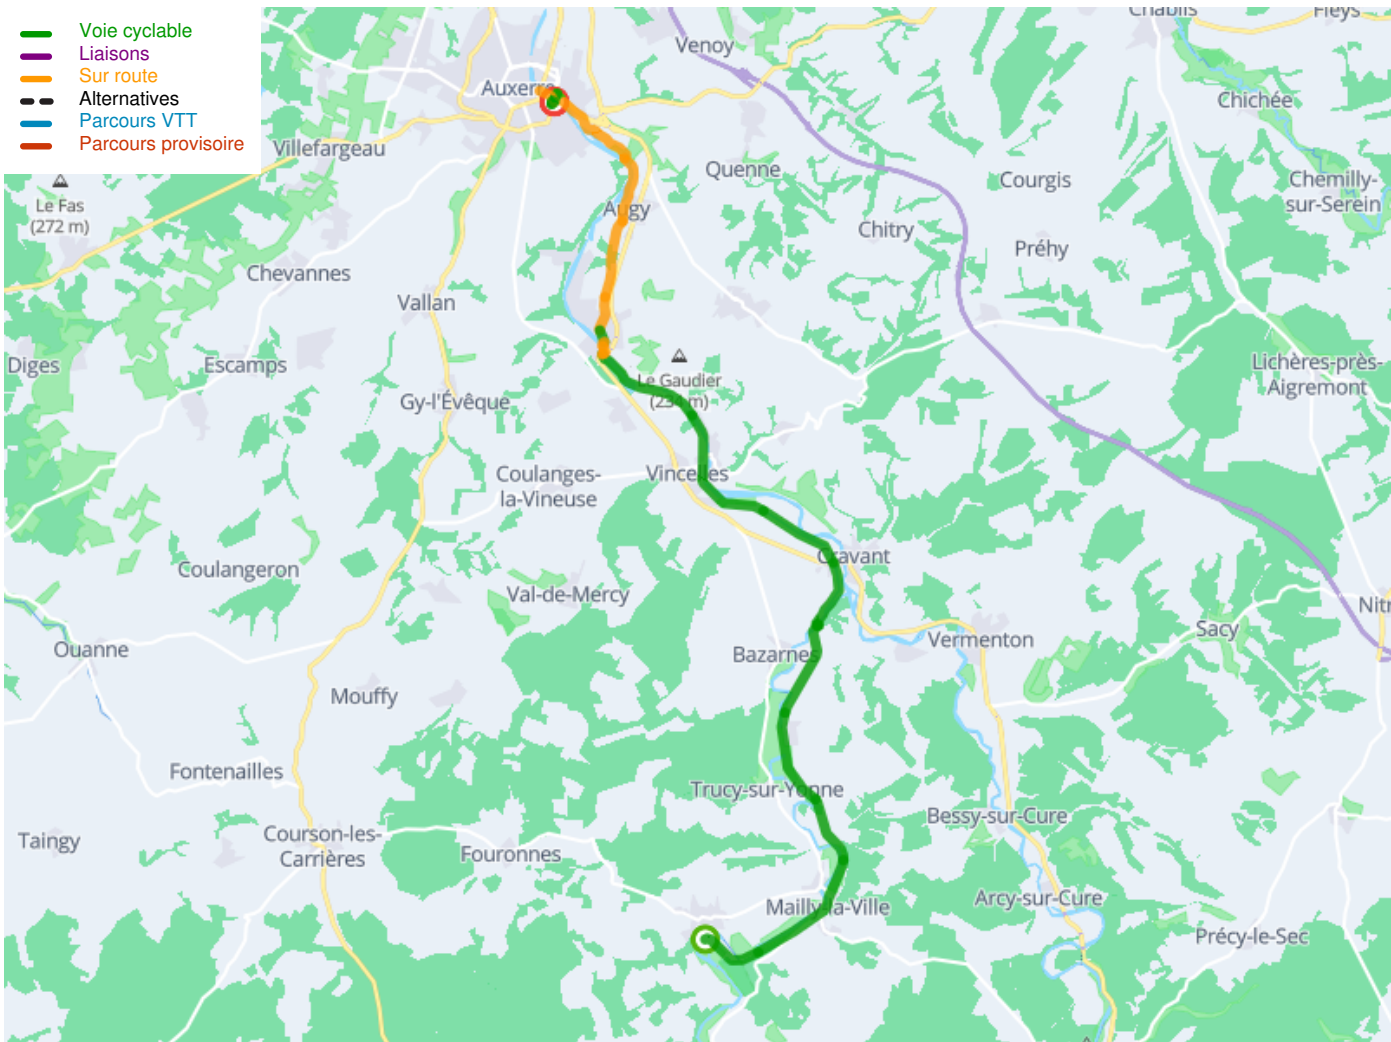 Voie cyclable
Liaisons
Sur route
Alternatives
Parcours VTT
Parcours provisoire
Chablis
Fleys
Venoy
Auxerre
Chichée
Villefargeau
Quenne
Courgis
Chemilly-
sur-Serein
Le Fas
(272 m)
Augy
Chitry
Préhy
Chevannes
Vallan
Diges
Escamps
Le Gaudier
(234 m)
Lichères-près-
Aigremont
Gy-l'Évêque
Coulanges-
la-Vineuse
Vincelles
Cravant
Coulangeron
Val-de-Mercy
Nitr
Sacy
Ouanne
Bazarnes
Vermenton
Mouffy
Fontenailles
Trucy-sur-Yonne
Bessy-sur-Cure
Taingy
Courson-les-
Carrières
Fouronnes
Mailly-la-Ville
Arcy-sur-Cure
Précy-le-Sec